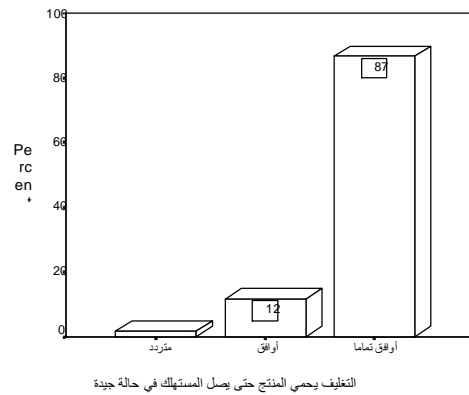 100
80
60
40
20
0
Pe
rc
en
87
12
متردد
أوافق
أوافق تماما
التغليف يحمي المنتج حتى يصل المستهلك في حالة جيدة